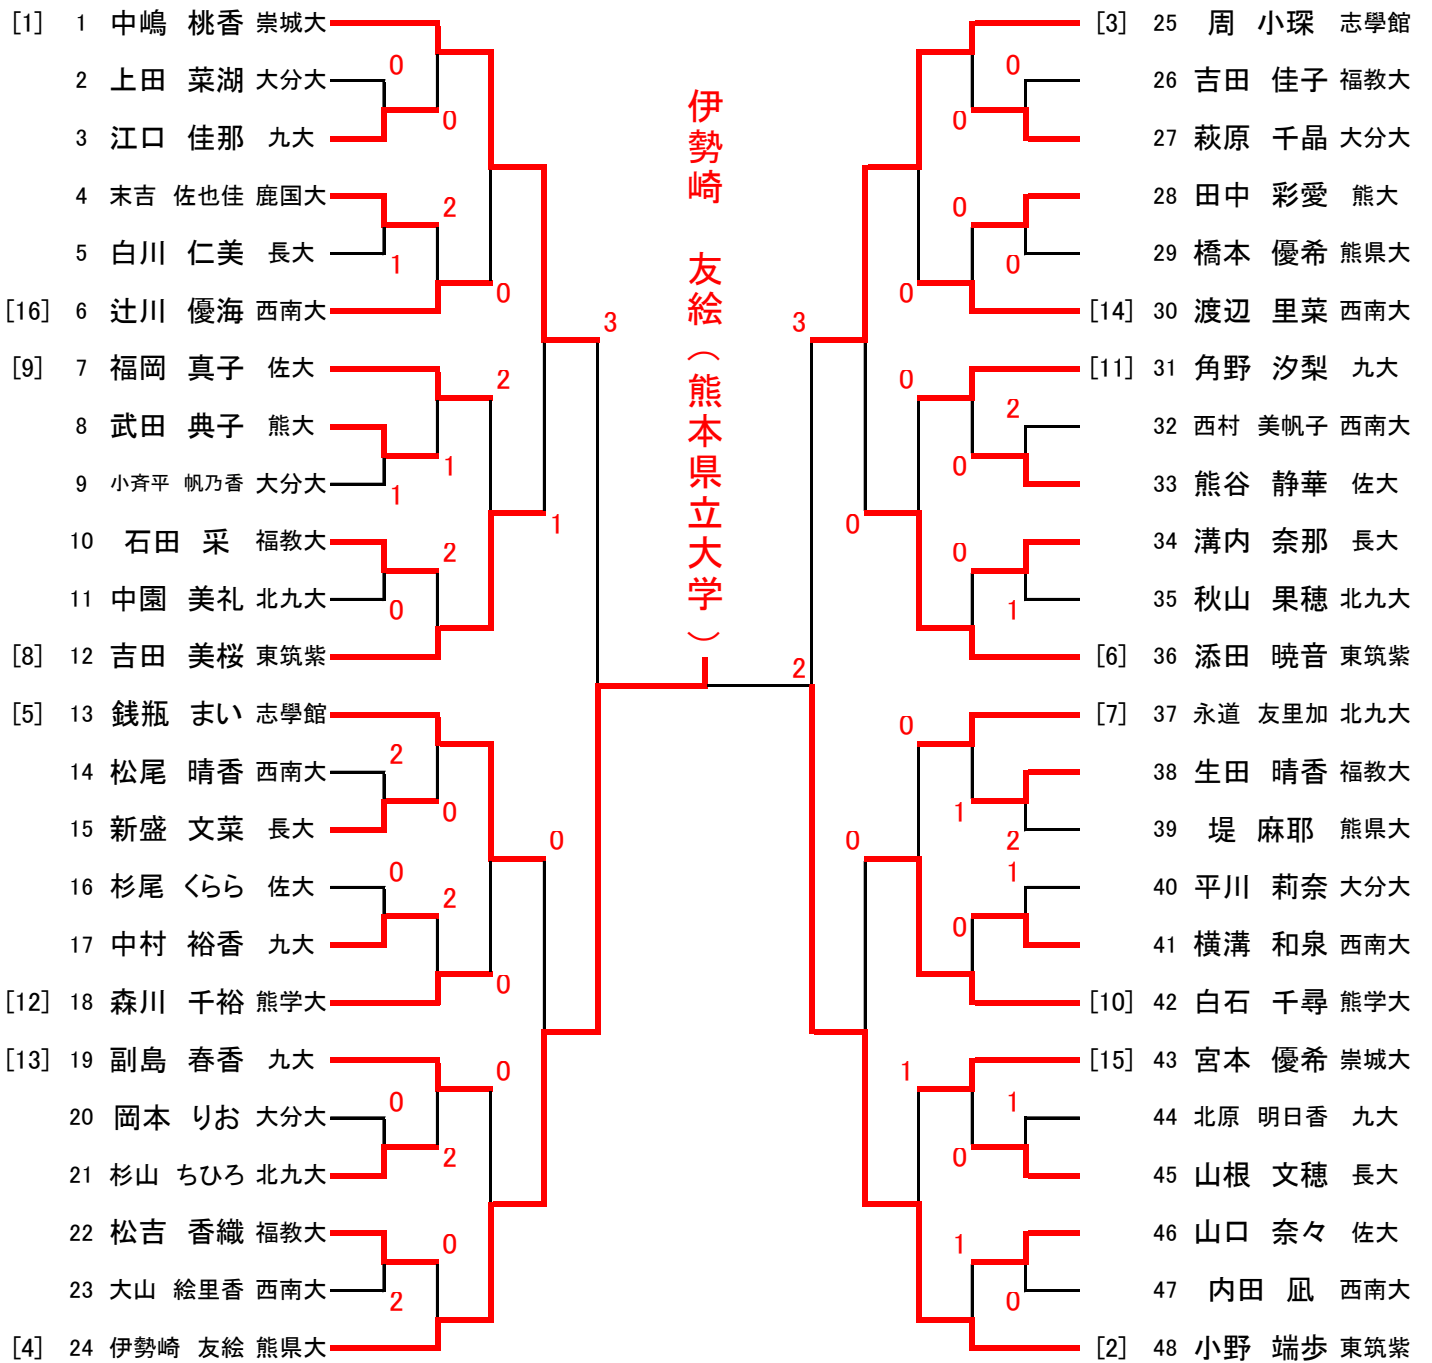 [1] 1 中嶋 桃香 崇城大
0
2 上田 菜湖 大分大
0
3 江口 佳那 九大
4 末吉 佐也佳 鹿国大
2
5 白川 仁美 長大
1
0
[16] 6 辻川 優海 西南大
3
[9] 7 福岡 真子 佐大
2
8 武田 典子 熊大
1
9 小斉平 帆乃香 大分大
1
1
10 石田 采 福教大
2
11 中園 美礼 北九大
0
[8] 12 吉田 美桜 東筑紫
[5] 13 銭瓶 まい 志學館
2
14 松尾 晴香 西南大
0
15 新盛 文菜 長大
0
0
16 杉尾 くらら 佐大
2
17 中村 裕香 九大
0
[12] 18 森川 千裕 熊学大
[13] 19 副島 春香 九大
0
0
20 岡本 りお 大分大
2
21 杉山 ちひろ 北九大
22 松吉 香織 福教大
0
23 大山 絵里香 西南大
2
[4] 24 伊勢崎 友絵 熊県大
伊勢崎 友絵(熊本県立大学)
2
[3] 25 周 小琛 志學館
0
26 吉田 佳子 福教大
0
27 萩原 千晶 大分大
28 田中 彩愛 熊大
0
29 橋本 優希 熊県大
0
0
[14] 30 渡辺 里菜 西南大
3
[11] 31 角野 汐梨 九大
0
2
32 西村 美帆子 西南大
0
33 熊谷 静華 佐大
0
34 溝内 奈那 長大
0
35 秋山 果穂 北九大
1
[6] 36 添田 暁音 東筑紫
[7] 37 永道 友里加 北九大
0
38 生田 晴香 福教大
1
39 堤 麻耶 熊県大
2
0
1
40 平川 莉奈 大分大
0
41 横溝 和泉 西南大
[10] 42 白石 千尋 熊学大
[15] 43 宮本 優希 崇城大
1
1
44 北原 明日香 九大
0
45 山根 文穂 長大
46 山口 奈々 佐大
1
47 内田 凪 西南大
0
[2] 48 小野 端歩 東筑紫